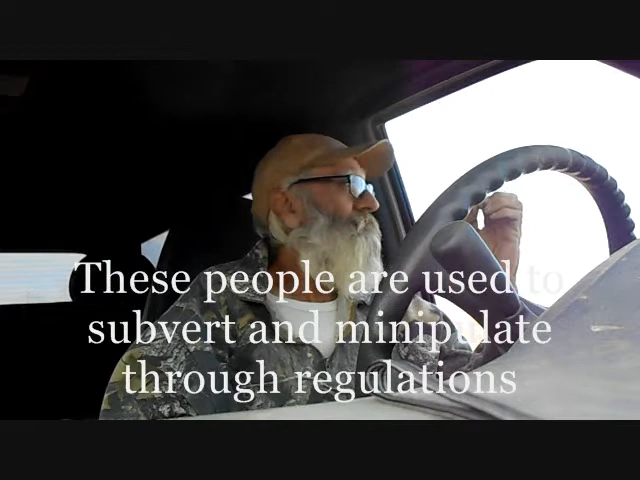 These people are used to
subvert and minipulate
through regulations